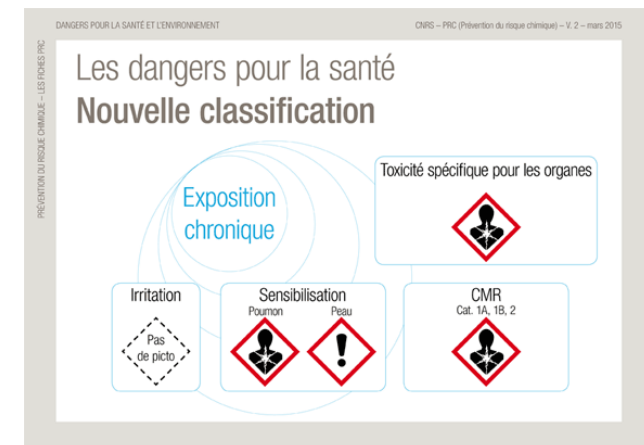 DANGERS POUR LA SANTÉ ET L'ENVIRONNEMENT
CNRS – PRC (Prévention du risque chimique) – V. 2 – mars 2015
PRÉVENTION DU RISQUE CHIMIQUE – LES FICHES PRC
Les dangers pour la santé
Nouvelle classification
Exposition
chronique
Toxicité spécifique pour les organes
Irritation
Pas
de picto
Sensibilisation
Poumon
Peau
CMR
Cat. 1A, 1B, 2